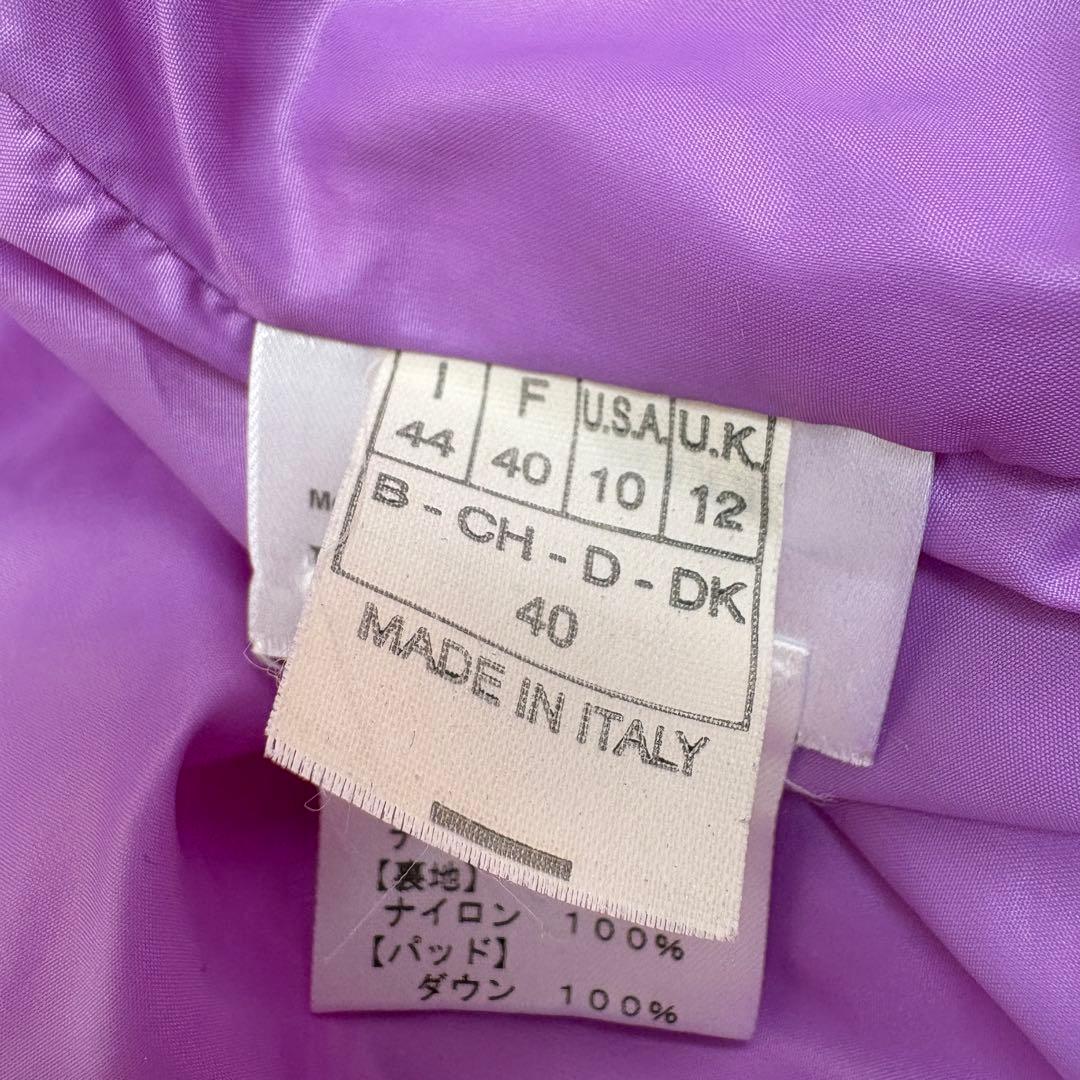 I F U.S.A. U.K.
44 40 10 12
B - CH - D - DK
40
MADE IN ITALY
【裏地】
ナイロン 100%
【パッド】
ダウン 100%